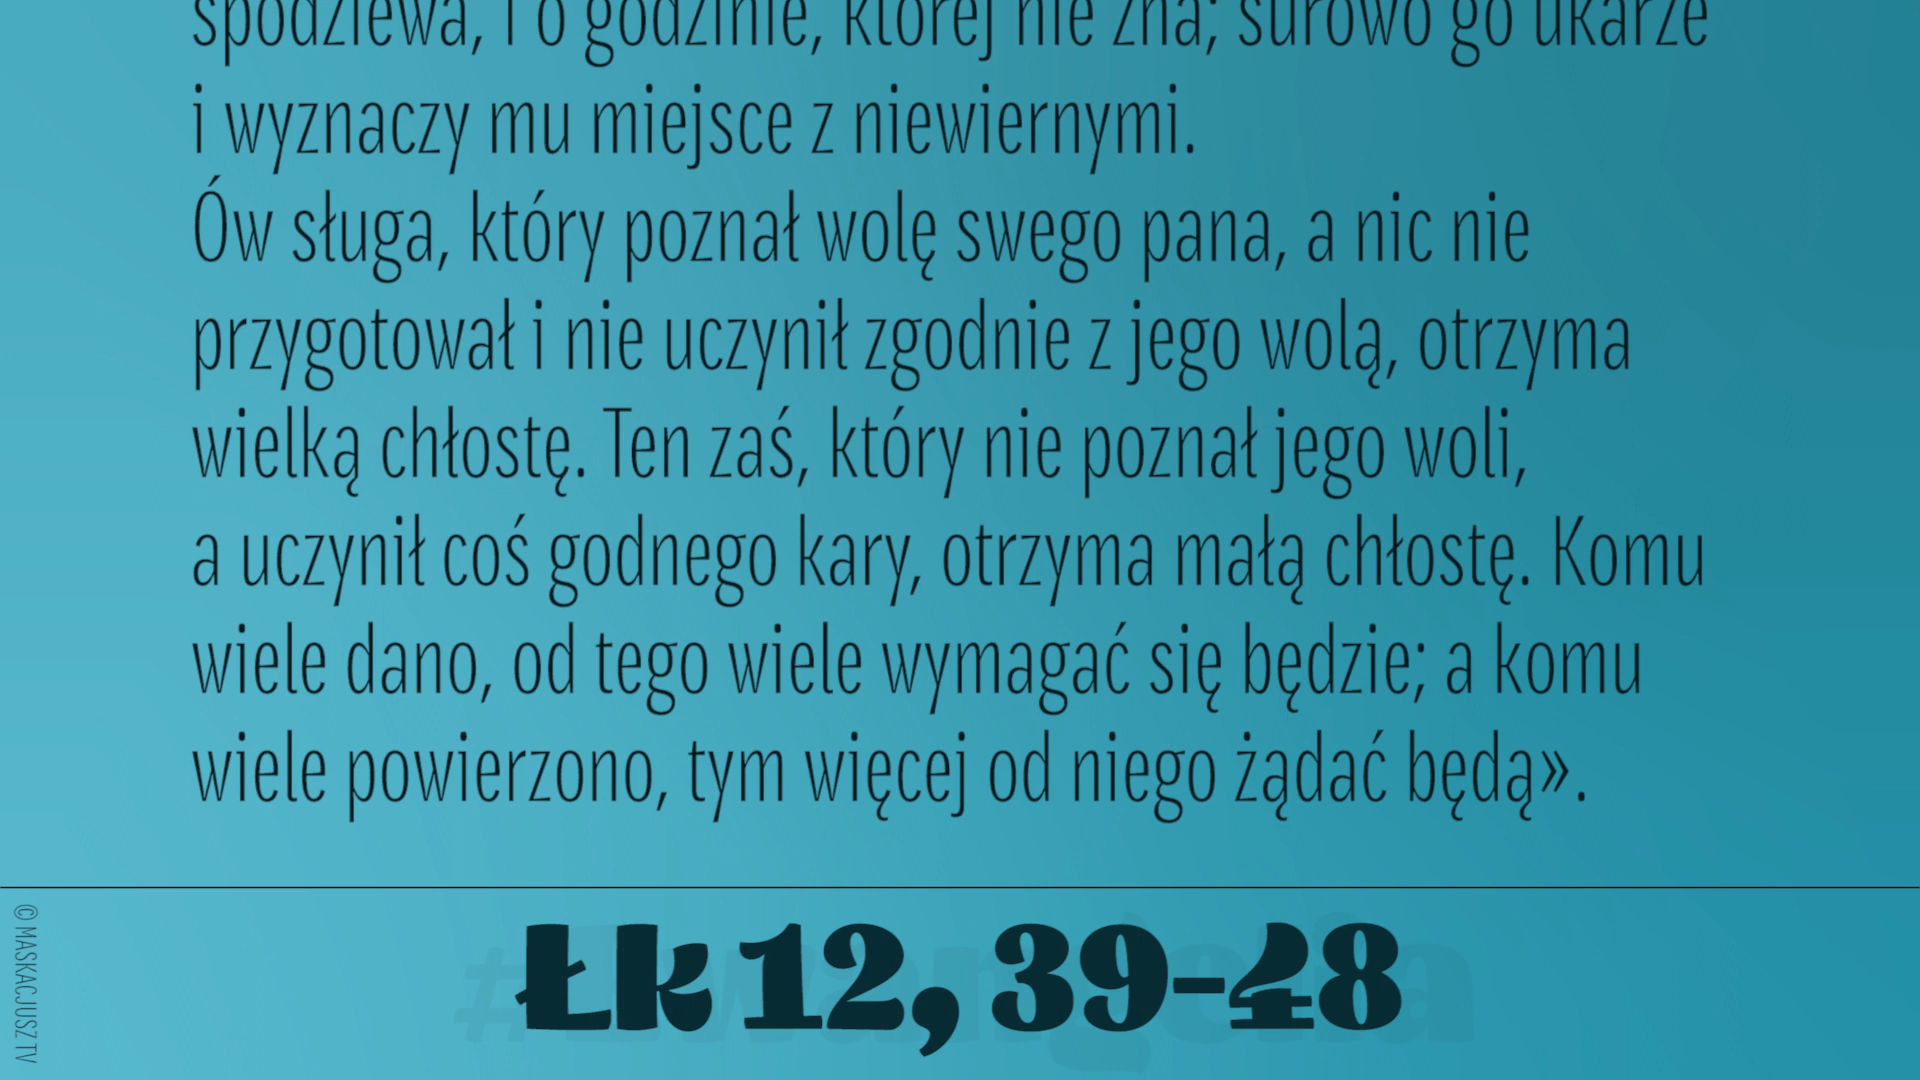 spodziewa, i o godzinie, której nie zna; surowo go ukarze
i wyznaczy mu miejsce z niewiernymi.
Ów sługa, który poznał wolę swego pana, a nic nie
przygotował i nie uczynił zgodnie z jego wolą, otrzyma
wielką chłostę. Ten zaś, który nie poznał jego woli,
a uczynił coś godnego kary, otrzyma małą chłostę. Komu
wiele dano, od tego wiele wymagać się będzie; a komu
wiele powierzono, tym więcej od niego żądać będą».
Łk 12, 39-48
© MASKACJUSZ TV